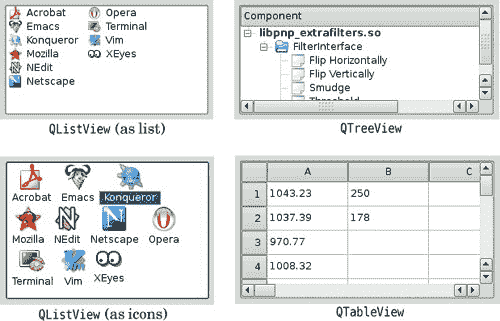 Acrobat Opera
Emacs Terminal
Konqueror Vim
Mozilla XEyes
NEdit
Netscape
QListView (as list)
Component
libpnp_extrafilters.so
FilterInterface
Flip Horizontally
Flip Vertically
Smudge
Threshold
QTreeView
Acrobat Emacs Konqueror
Mozilla NEdit Netscape Opera
Terminal Vim XEyes
QListView (as icons)
A B C
1 1043.23 250
2 1037.39 178
3 970.77
4 1008.32
QTableView